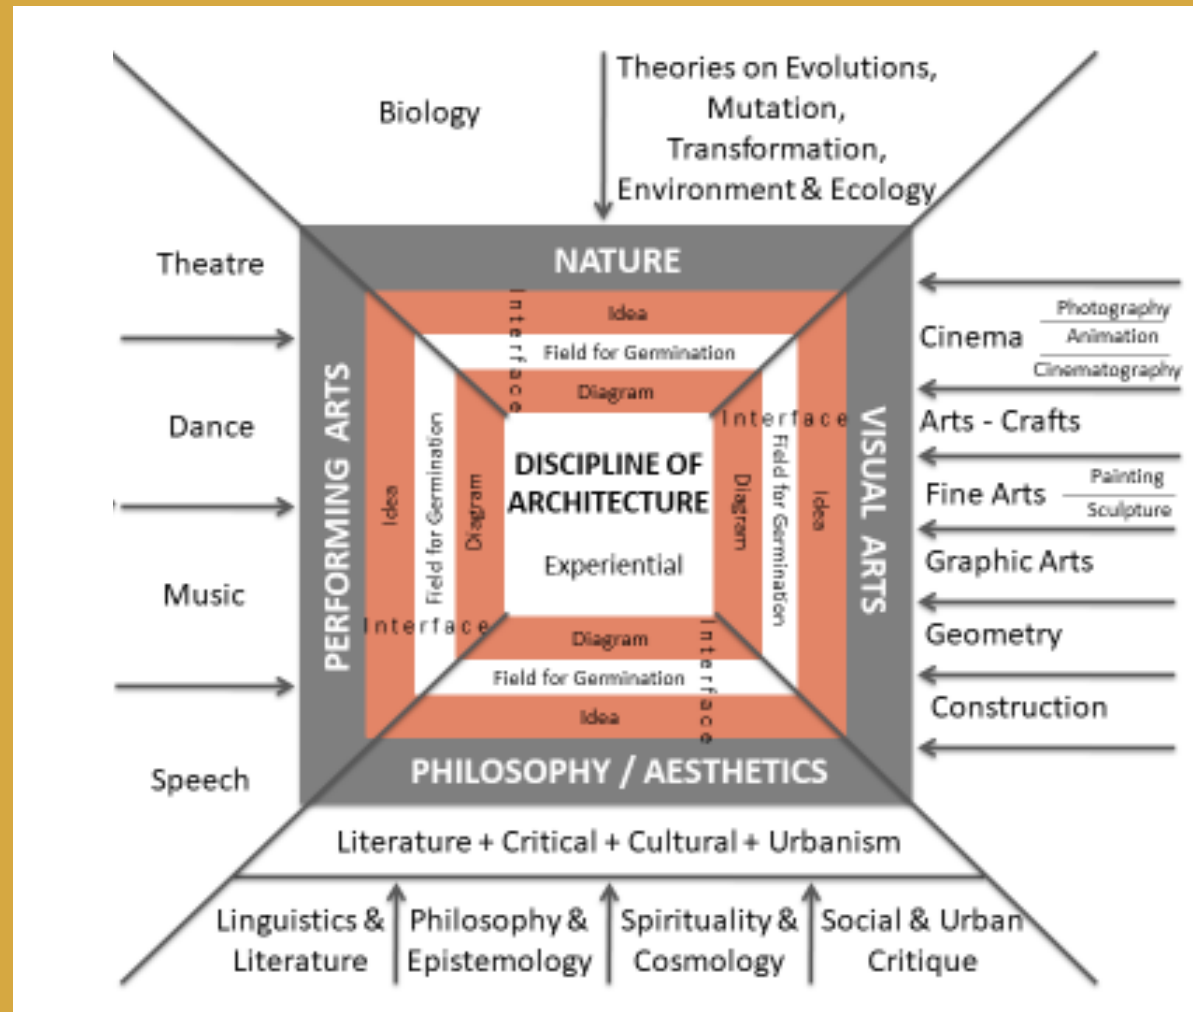 Biology
Theories on Evolutions,
Mutation,
Transformation,
Environment & Ecology
NATURE
Idea
Field for Germination
Diagram
Interface
Theatre
Dance
Music
Speech
PERFORMING ARTS
Idea
Field for Germination
Diagram
Interface
DISCIPLINE OF
ARCHITECTURE
Experiential
Interface
Diagram
Field for Germination
Idea
VISUAL ARTS
Cinema
Photography
Animation
Cinematography
Arts - Crafts
Fine Arts
Painting
Sculpture
Graphic Arts
Geometry
Construction
Diagram
Field for Germination
Idea
Interface
PHILOSOPHY / AESTHETICS
Literature + Critical + Cultural + Urbanism
Linguistics &
Literature
Philosophy &
Epistemology
Spirituality &
Cosmology
Social & Urban
Critique